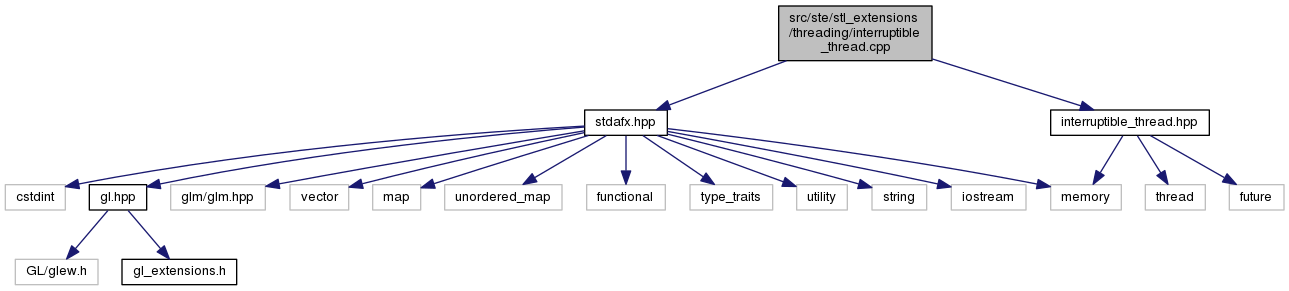 src/ste/stl_extensions
/threading/interruptible
_thread.cpp
stdafx.hpp
interruptible_thread.hpp
cstdint
gl.hpp
glm/glm.hpp
vector
map
unordered_map
functional
type_traits
utility
string
iostream
memory
thread
future
GL/glew.h
gl_extensions.h